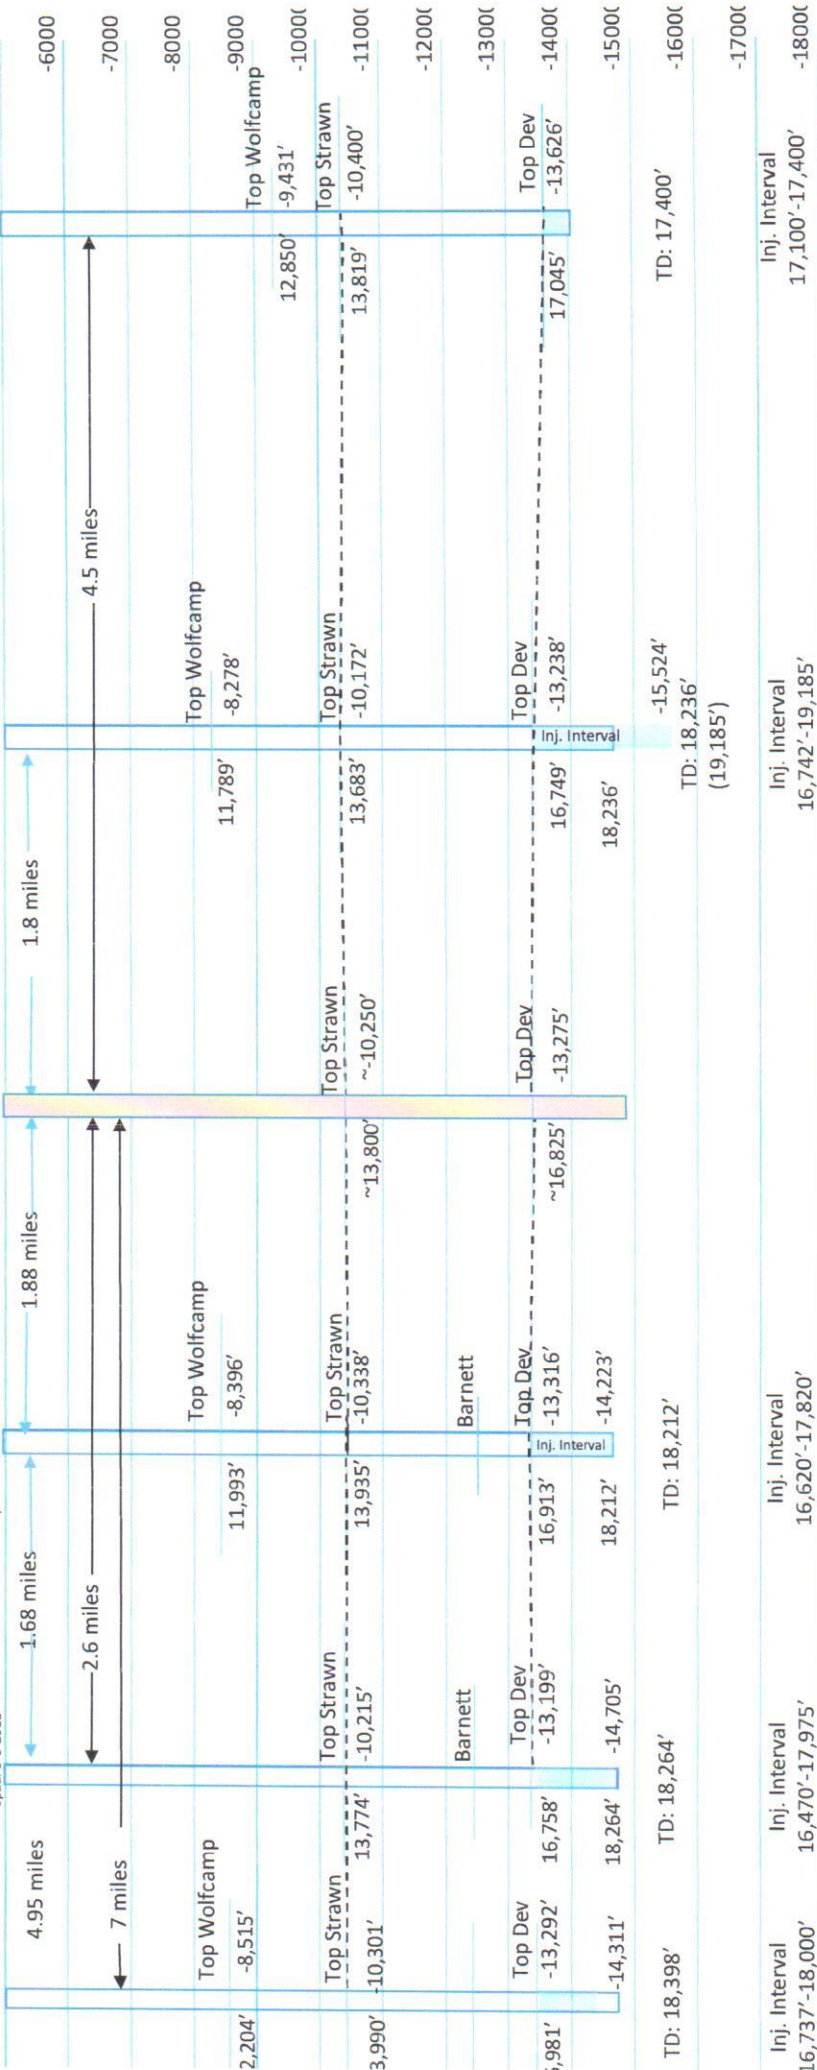 4.95 miles
1.68 miles
1.88 miles
1.8 miles
2.6 miles
4.5 miles
7 miles
-6000
-7000
-8000
-9000
-10000
-11000
-12000
-13000
-14000
-15000
-16000
-17000
-18000
Top Wolfcamp
2,204’ -8,515’
Top Strawn
3,990’ -10,301’
Top Dev
-13,292’
-14,311’
TD: 18,398’
Inj. Interval
16,737’-18,000’
Top Strawn
13,774’ -10,215’
Barnett
Top Dev
16,758’ -13,199’
18,264’ -14,705’
TD: 18,264’
Inj. Interval
16,470’-17,975’
Top Wolfcamp
11,993’ -8,396’
Top Strawn
13,935’ -10,338’
Barnett
Top Dev
16,913’ -13,316’
Inj. Interval
18,212’ -14,223’
TD: 18,212’
Inj. Interval
16,620’-17,820’
Top Strawn
~13,800’ ~-10,250’
Top Dev
~16,825’ -13,275’
Top Wolfcamp
11,789’ -8,278’
Top Strawn
13,683’ -10,172’
Top Dev
16,749’ -13,238’
Inj. Interval
18,236’
-15,524’
TD: 18,236’
(19,185’)
Inj. Interval
16,742’-19,185’
Top Wolfcamp
12,850’ -9,431’
Top Strawn
13,819’ -10,400’
Top Dev
17,045’ -13,626’
TD: 17,400’
Inj. Interval
17,100’-17,400’